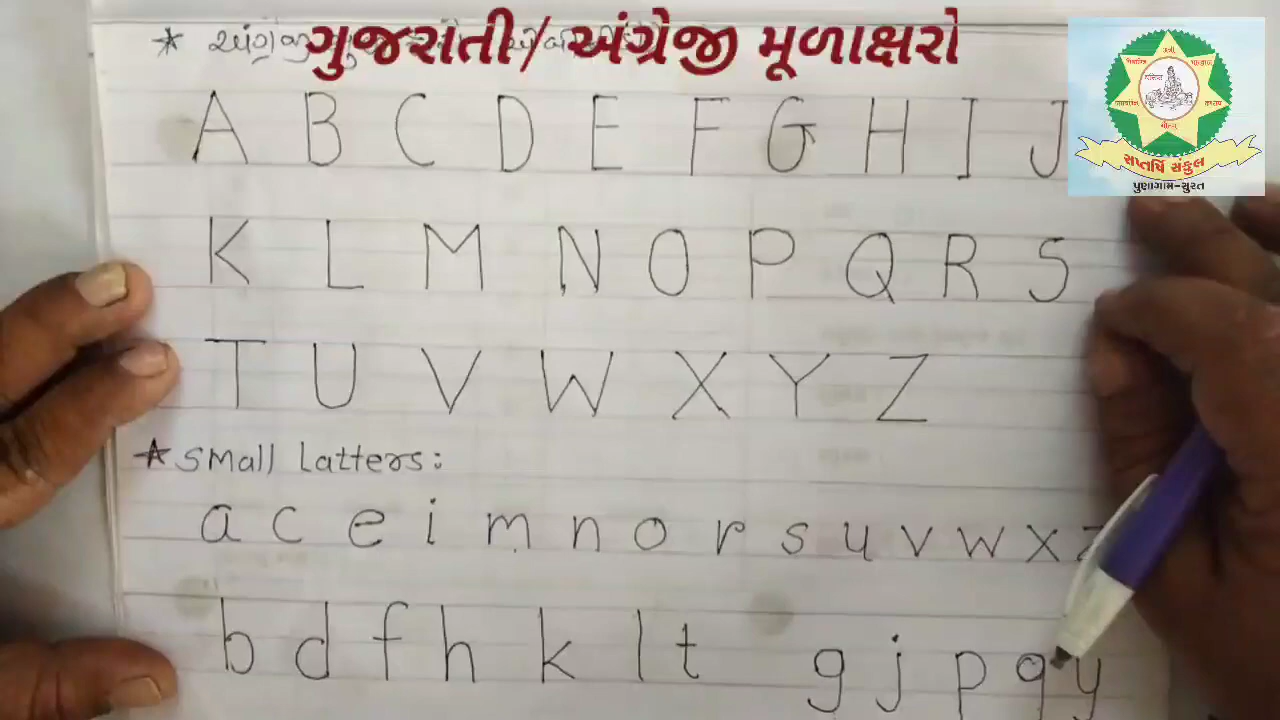 ગુજરાતી/અંગ્રેજી મૂળાક્ષરો
A B C D E F G H I J
K L M N O P Q R S
T U V W X Y Z
★ small Latters:
a c e i m n o r s u v w x z
b d f h k l t g j p q y
સપ્તર્ષિ સંકુલ
પુણાગામ-સુરત